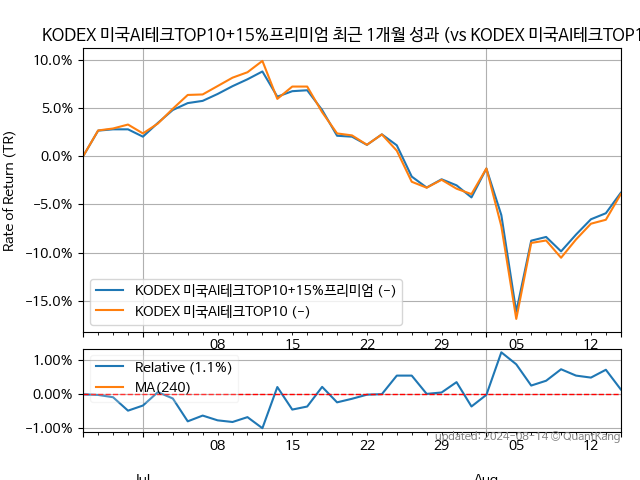 KODEX 미국AI테크TOP10+15%프리미엄 최근 1개월 성과 (vs KODEX 미국AI테크TOP1
Rate of Return (TR)
10.0%
5.0%
0.0%
−5.0%
−10.0%
−15.0%
KODEX 미국AI테크TOP10+15%프리미엄 (-)
KODEX 미국AI테크TOP10 (-)
08 15 22 29 05 12
1.00%
0.00%
−1.00%
Relative (1.1%)
MA(240)
08 15 22 29 05 12
updated: 2024-08-14 © QuantKang
Jul Aug